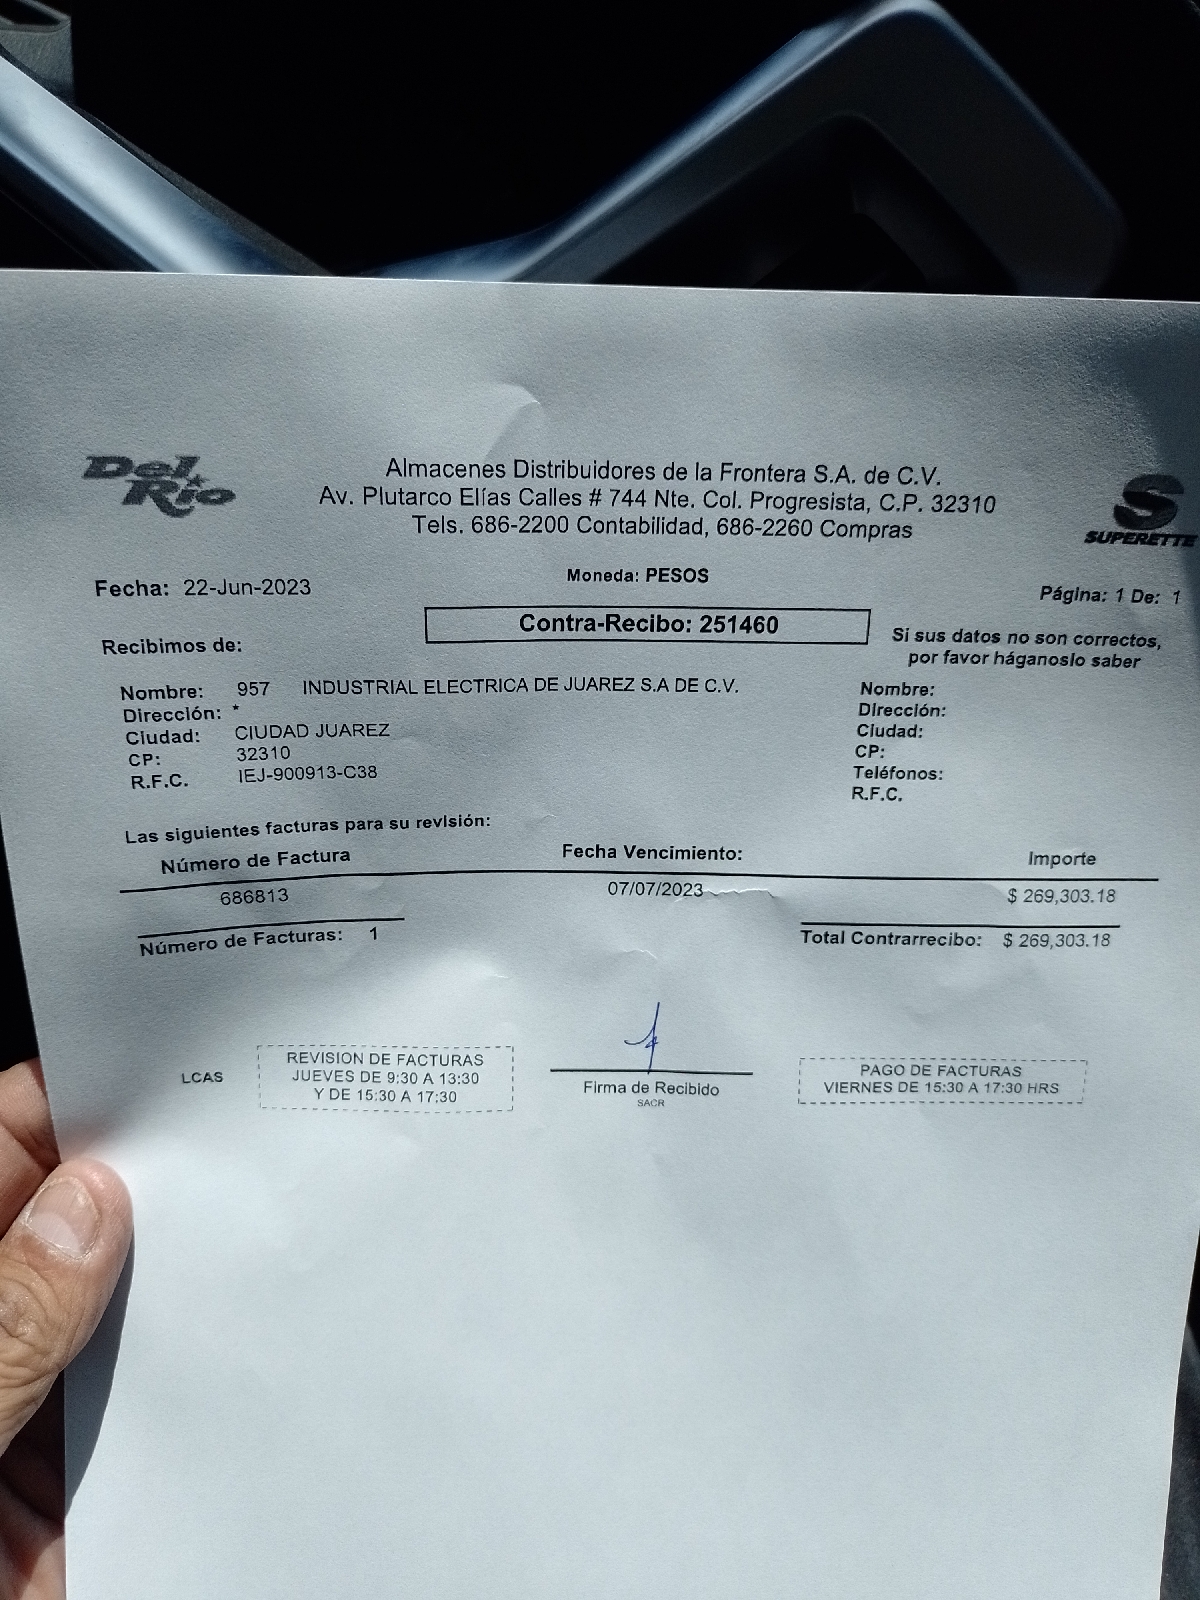 Del Rio
Almacenes Distribuidores de la Frontera S.A. de C.V.
Av. Plutarco Elías Calles # 744 Nte. Col. Progresista, C.P. 32310
Tels. 686-2200 Contabilidad, 686-2260 Compras
S
SUPERETTE
Fecha: 22-Jun-2023
Moneda: PESOS
Página: 1 De: 1
Contra-Recibo: 251460
Recibimos de:
Si sus datos no son correctos,
por favor háganoslo saber
Nombre: 957 INDUSTRIAL ELECTRICA DE JUAREZ S.A DE C.V.
Dirección: *
Ciudad: CIUDAD JUAREZ
CP: 32310
R.F.C. IEJ-900913-C38
Nombre:
Dirección:
Ciudad:
CP:
Teléfonos:
R.F.C.
Las siguientes facturas para su revisión:
Número de Factura Fecha Vencimiento: Importe
686813 07/07/2023 $ 269,303.18
Número de Facturas: 1 Total Contrarrecibo: $ 269,303.18
LCAS
REVISION DE FACTURAS
JUEVES DE 9:30 A 13:30
Y DE 15:30 A 17:30
Firma de Recibido
SACR
PAGO DE FACTURAS
VIERNES DE 15:30 A 17:30 HRS